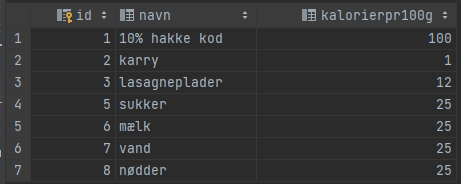 id navn kalorierpr100g
1 1 10% hakke kod 100
2 2 karry 1
3 3 lasagneplader 12
4 5 sukker 25
5 6 mælk 25
6 7 vand 25
7 8 nødder 25